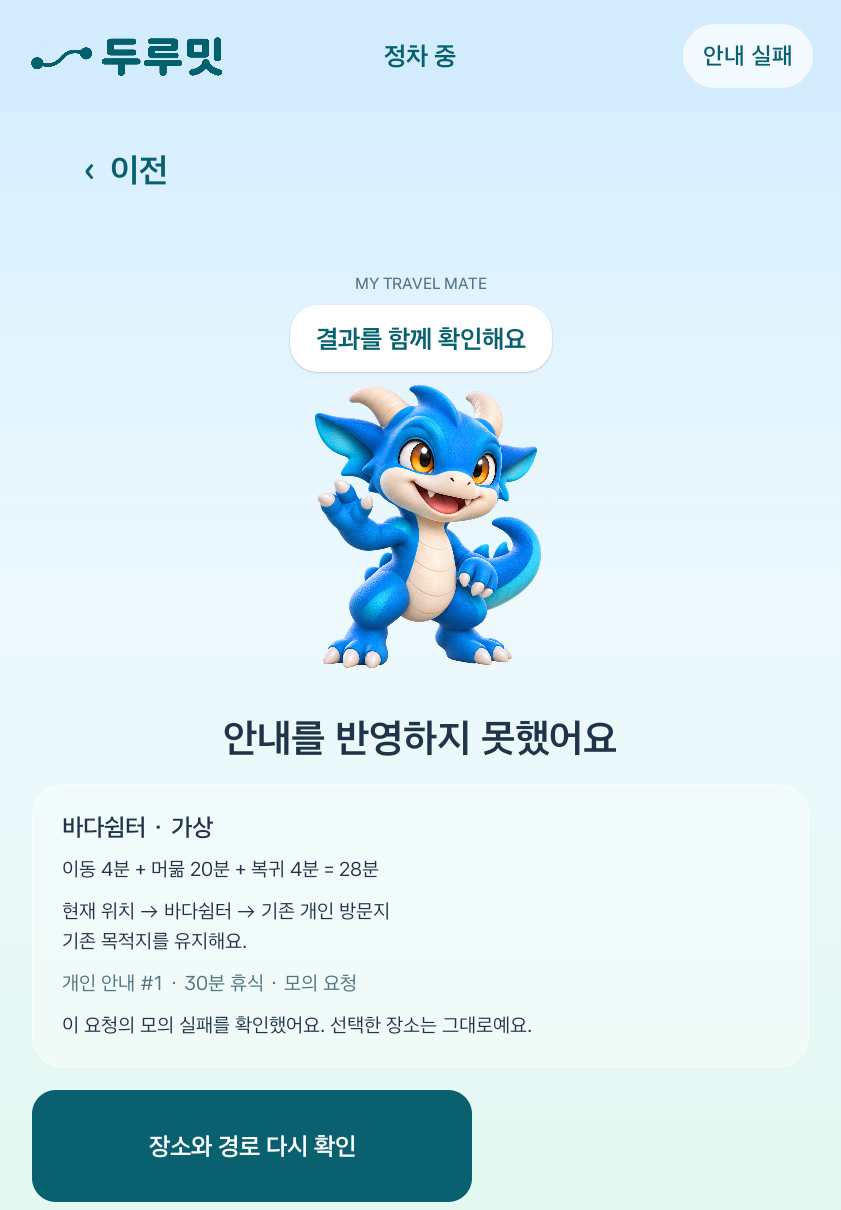 두루밋
정차 중
안내 실패
‹ 이전
MY TRAVEL MATE
결과를 함께 확인해요
안내를 반영하지 못했어요
바다쉼터 · 가상
이동 4분 + 머묾 20분 + 복귀 4분 = 28분
현재 위치 → 바다쉼터 → 기존 개인 방문지
기존 목적지를 유지해요.
개인 안내 #1 · 30분 휴식 · 모의 요청
이 요청의 모의 실패를 확인했어요. 선택한 장소는 그대로예요.
장소와 경로 다시 확인